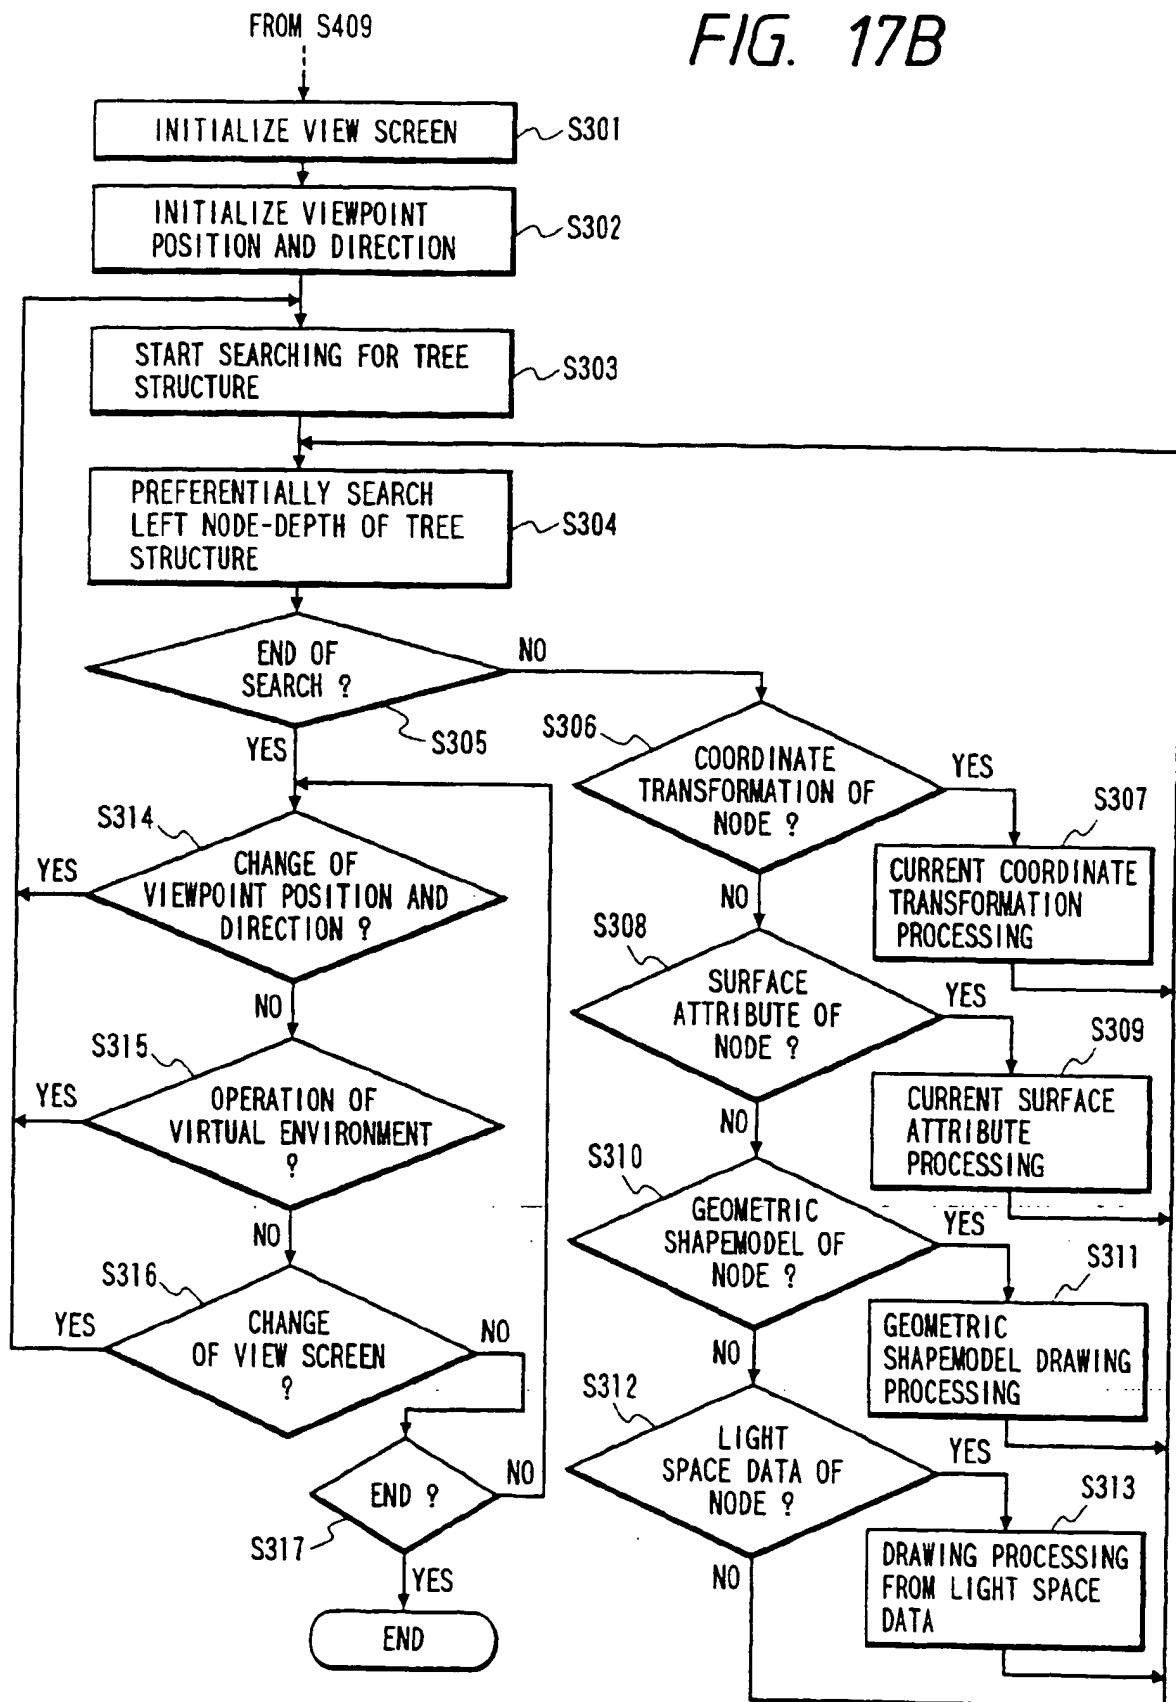 FROM S409
FIG. 17B
INITIALIZE VIEW SCREEN
S301
INITIALIZE VIEWPOINT
POSITION AND DIRECTION
S302
START SEARCHING FOR TREE
STRUCTURE
S303
PREFERENTIALLY SEARCH
LEFT NODE-DEPTH OF TREE
STRUCTURE
S304
END OF
SEARCH ?
NO
S305
YES
S306
COORDINATE
TRANSFORMATION OF
NODE ?
YES
S307
CURRENT COORDINATE
TRANSFORMATION
PROCESSING
NO
S308
SURFACE
ATTRIBUTE OF
NODE ?
YES
S309
CURRENT SURFACE
ATTRIBUTE
PROCESSING
NO
S310
GEOMETRIC
SHAPEMODEL OF
NODE ?
YES
S311
GEOMETRIC
SHAPEMODEL DRAWING
PROCESSING
NO
S312
LIGHT
SPACE DATA OF
NODE ?
YES
S313
DRAWING PROCESSING
FROM LIGHT SPACE
DATA
NO
S314
YES
CHANGE OF
VIEWPOINT POSITION AND
DIRECTION ?
NO
S315
YES
OPERATION OF
VIRTUAL ENVIRONMENT
?
NO
S316
YES
CHANGE
OF VIEW SCREEN
?
NO
END ?
NO
S317
YES
END